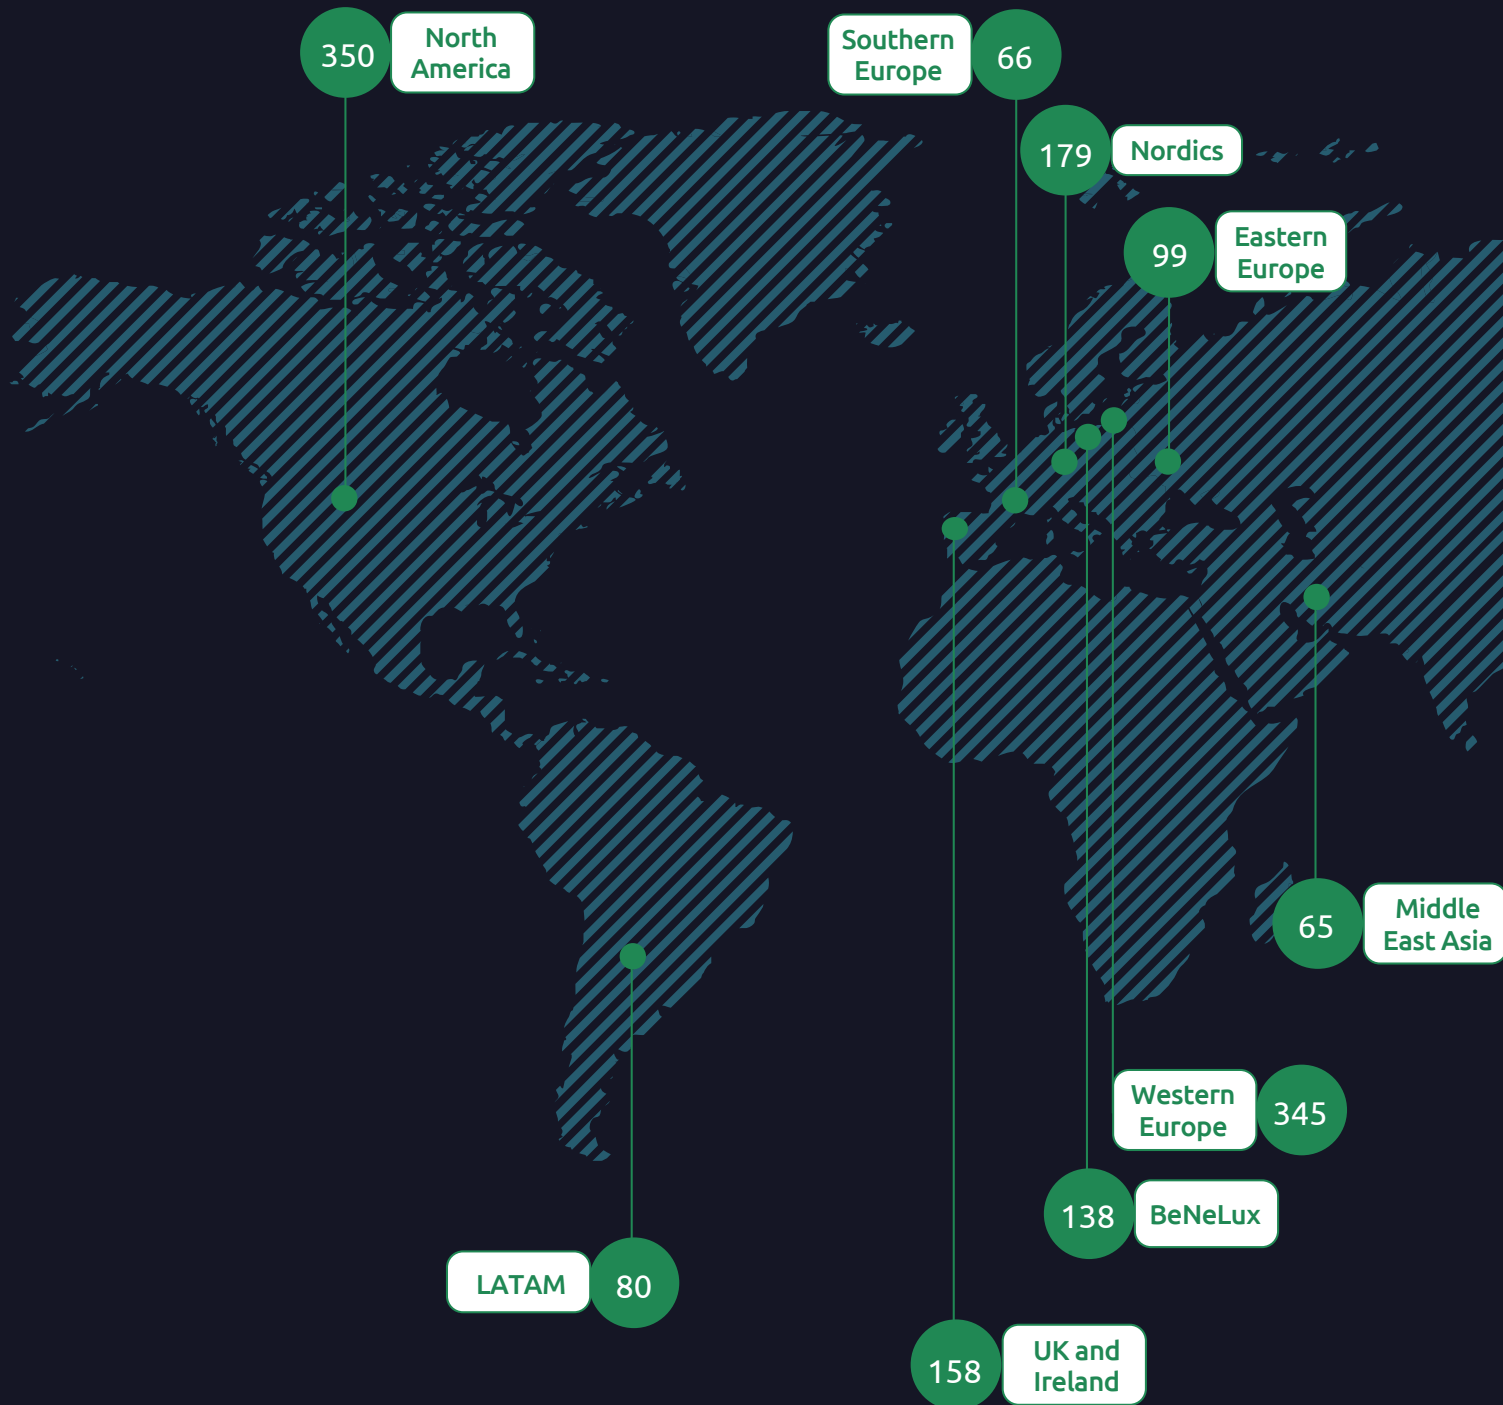 350
North
America
Southern
Europe
66
179
Nordics
99
Eastern
Europe
65
Middle
East Asia
Western
Europe
345
138
BeNeLux
LATAM
80
158
UK and
Ireland